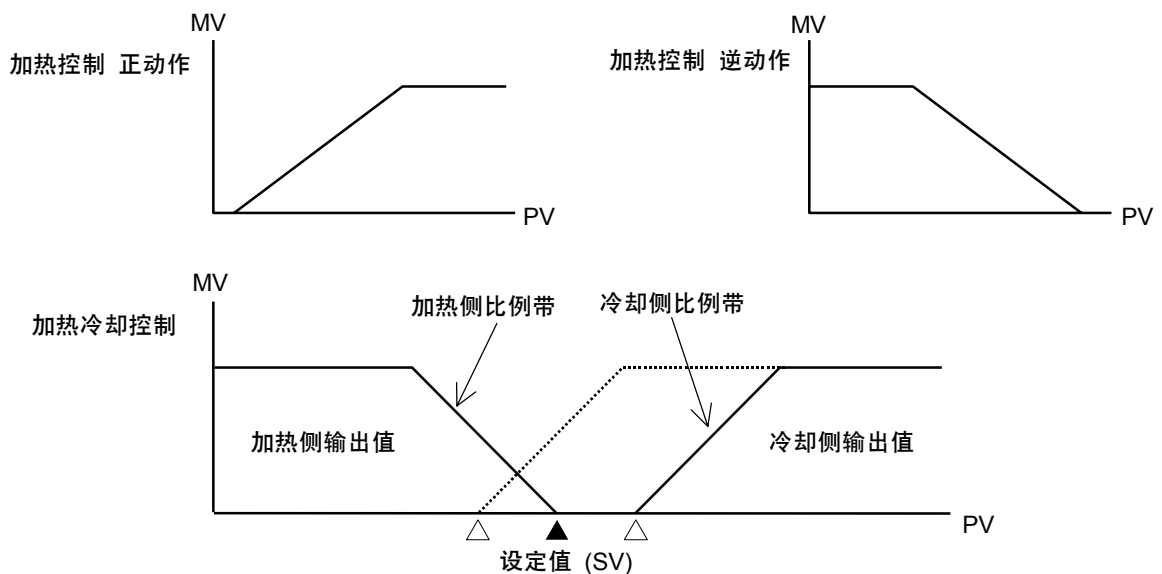 MV
加热控制 正动作
PV
MV
加热控制 逆动作
PV
MV
加热冷却控制
加热侧比例带
冷却侧比例带
加热侧输出值
冷却侧输出值
PV
设定值 (SV)